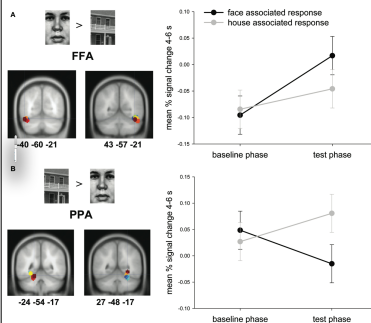 A
>
FFA
-40 -60 -21
43 -57 -21
face associated response
house associated response
mean % signal change 4-6 s
0.10
0.05
0.00
-0.05
-0.10
-0.15
baseline phase
test phase
B
>
PPA
-24 -54 -17
27 -48 -17
mean % signal change 4-6 s
0.15
0.10
0.05
0.00
-0.05
-0.10
baseline phase
test phase